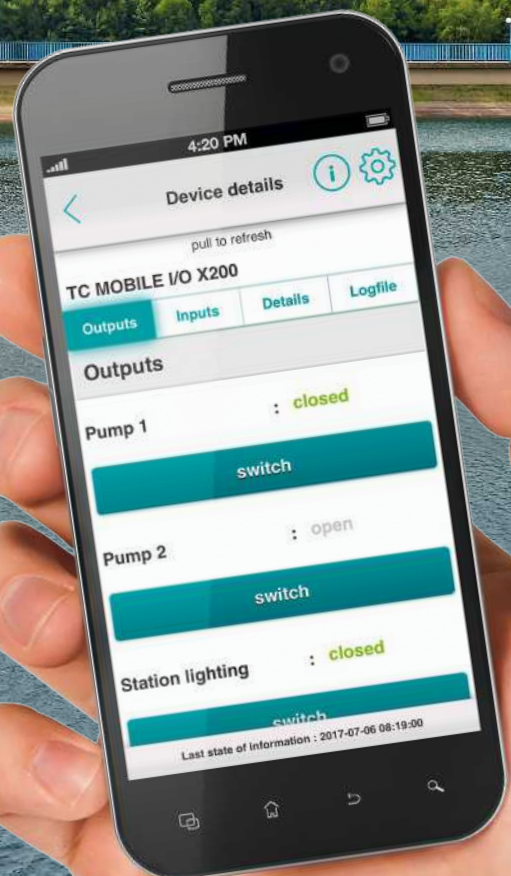 4:20 PM
Device details
i
pull to refresh
TC MOBILE I/O X200
Outputs Inputs Details Logfile
Outputs
Pump 1 : closed
switch
Pump 2 : open
switch
Station lighting : closed
switch
Last state of information : 2017-07-06 08:19:00